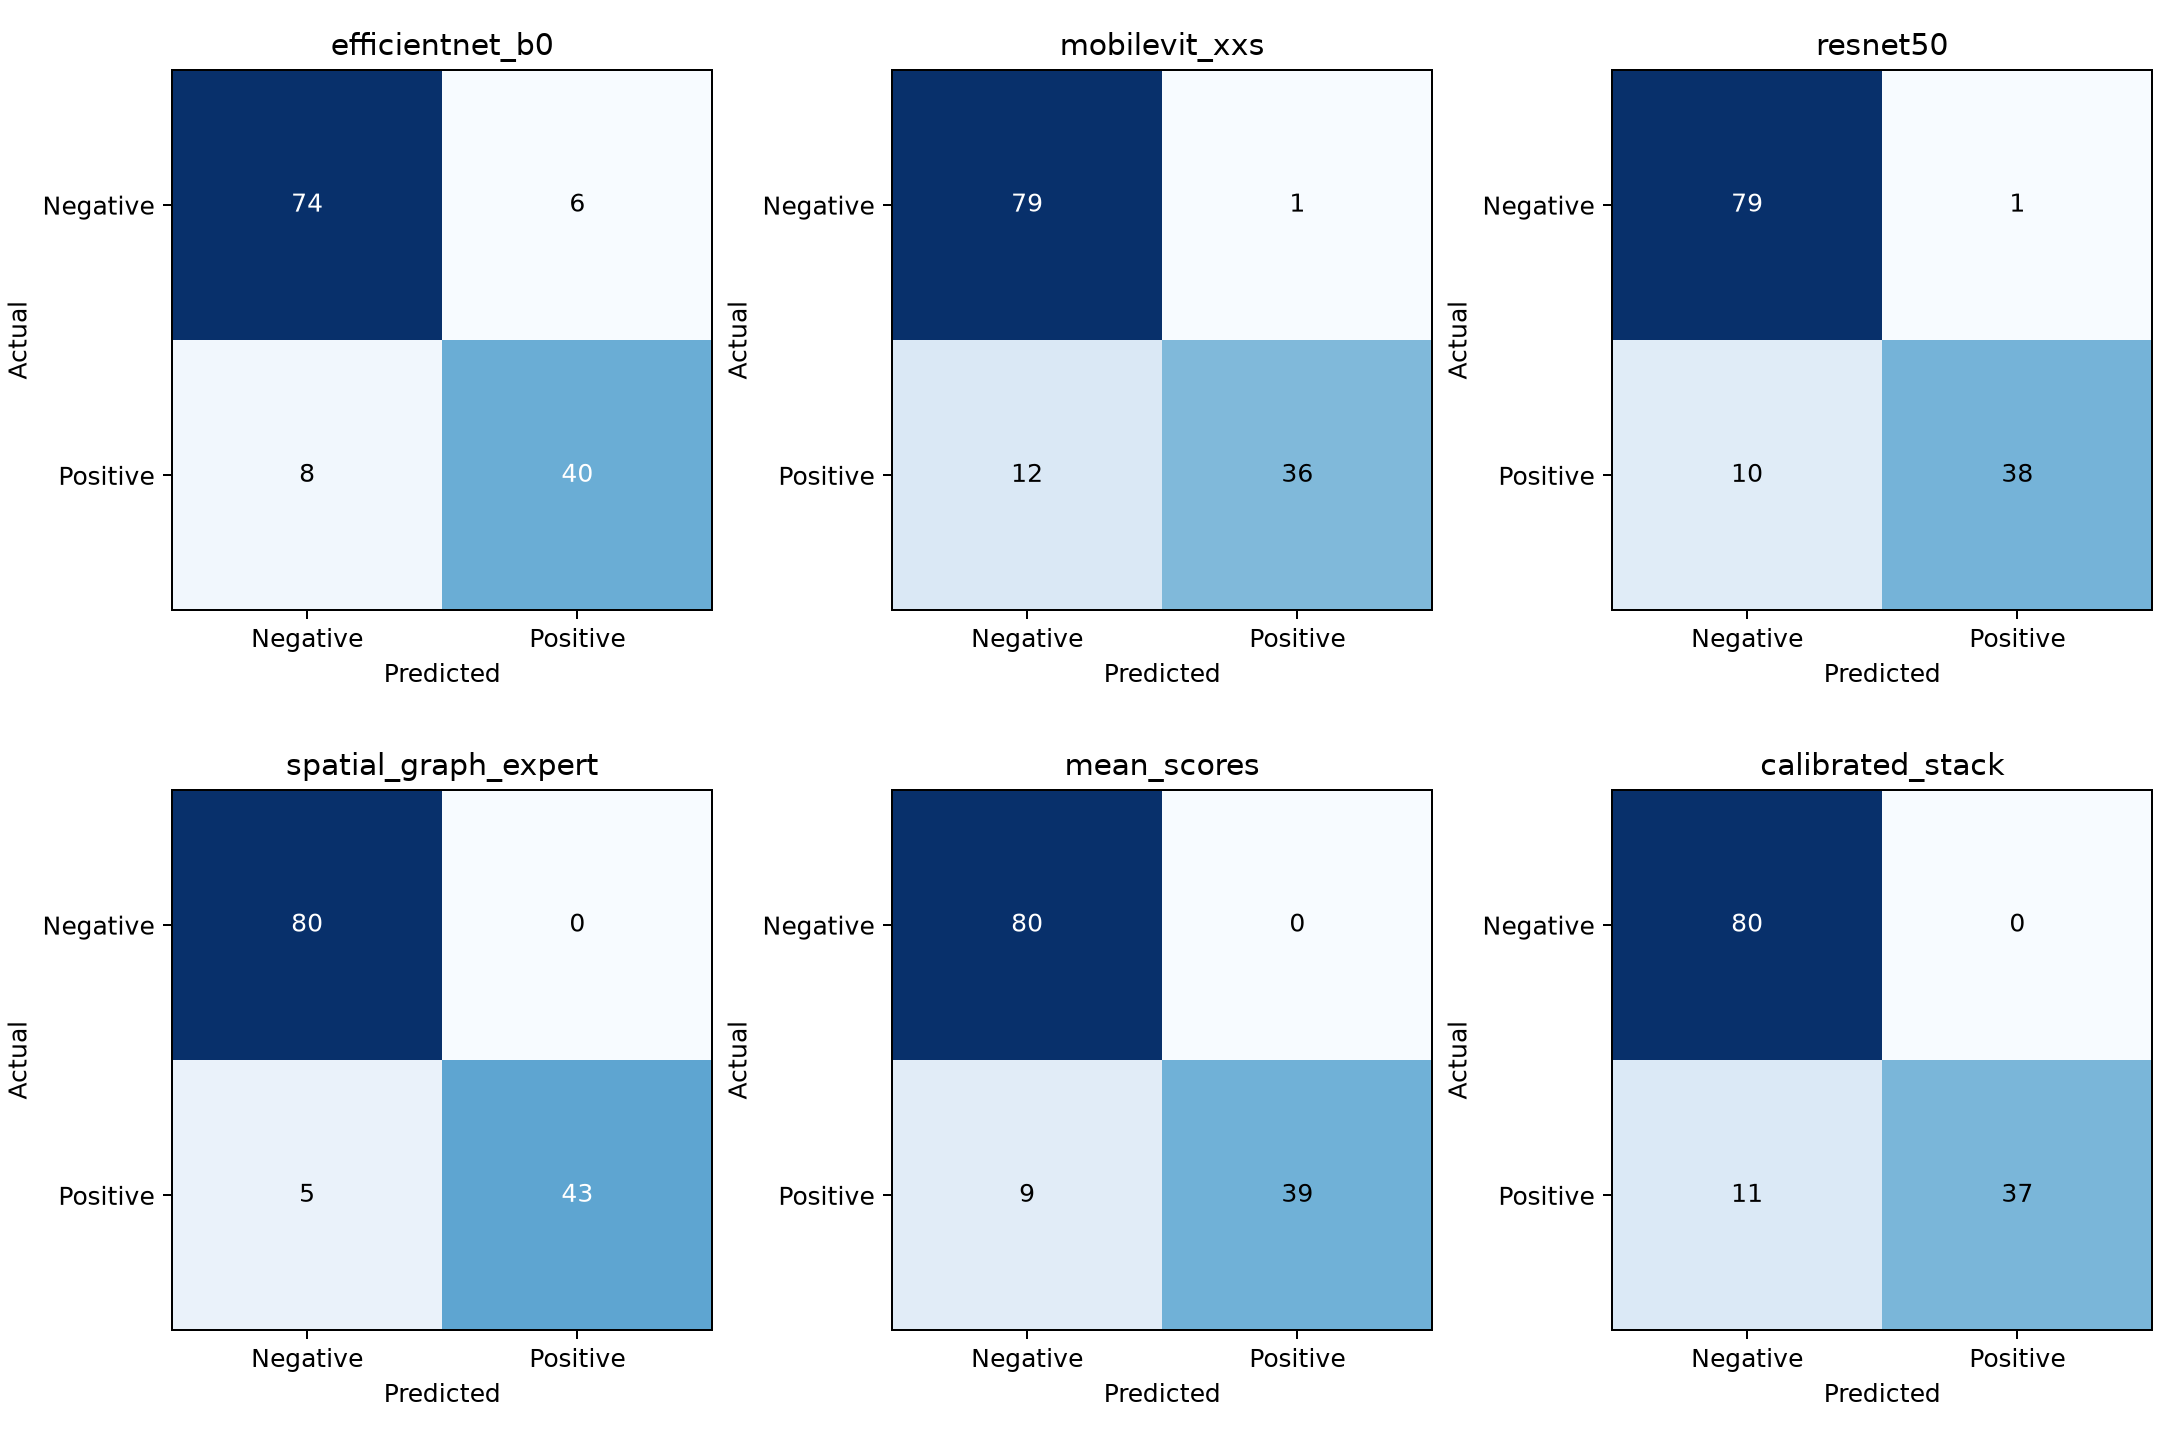 efficientnet_b0
Negative 74 6
Actual
Positive 8 40
Negative Positive
Predicted
mobilevit_xxs
Negative 79 1
Actual
Positive 12 36
Negative Positive
Predicted
resnet50
Negative 79 1
Actual
Positive 10 38
Negative Positive
Predicted
spatial_graph_expert
Negative 80 0
Actual
Positive 5 43
Negative Positive
Predicted
mean_scores
Negative 80 0
Actual
Positive 9 39
Negative Positive
Predicted
calibrated_stack
Negative 80 0
Actual
Positive 11 37
Negative Positive
Predicted